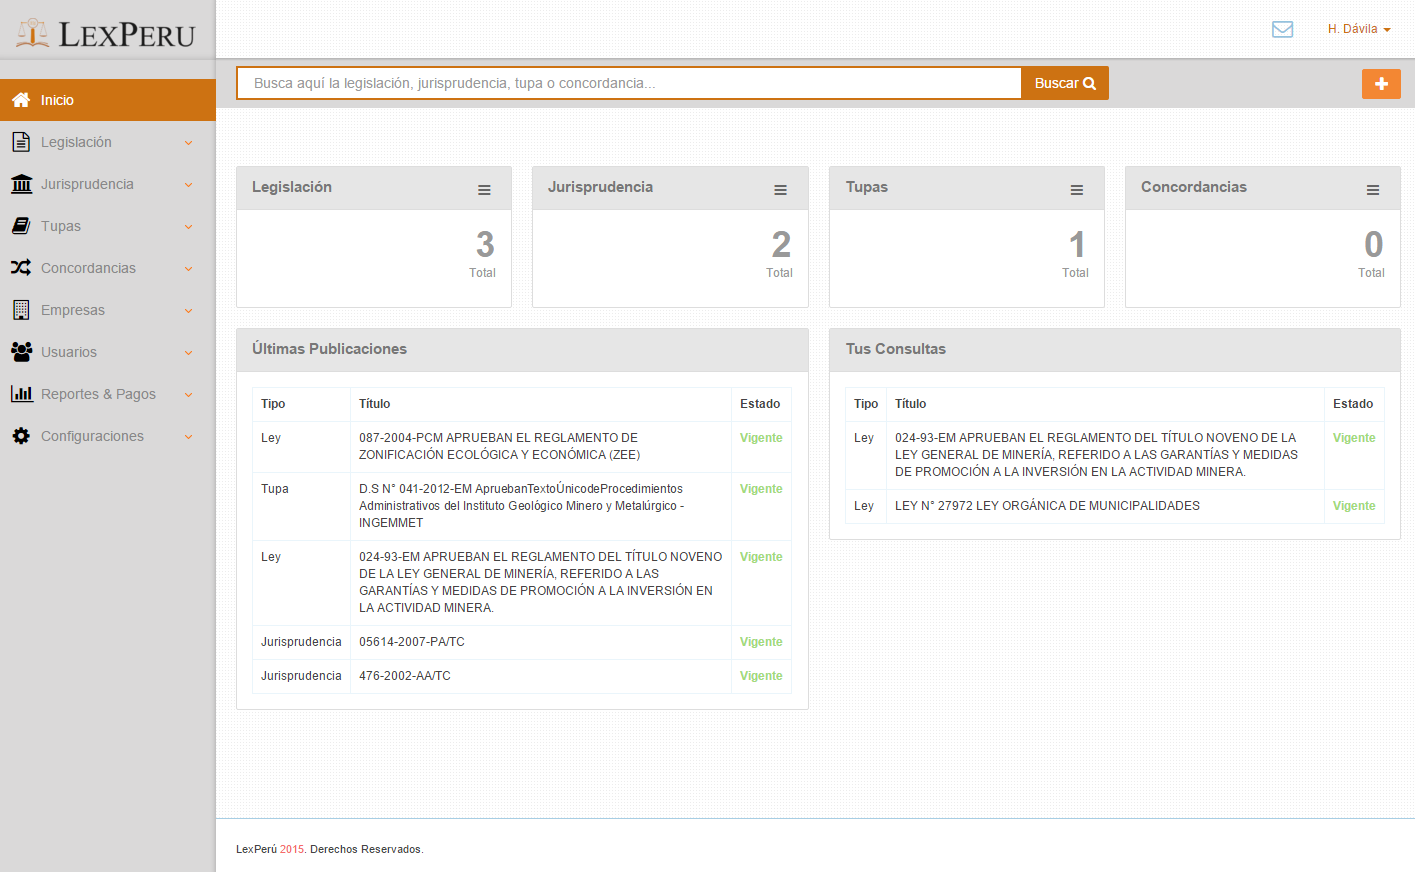 LexPeru
H. Dávila
Busca aquí la legislación, jurisprudencia, tupa o concordancia...
Buscar
Inicio
Legislación
Jurisprudencia
Tupas
Concordancias
Empresas
Usuarios
Reportes & Pagos
Configuraciones
Legislación
3
Total
Jurisprudencia
2
Total
Tupas
1
Total
Concordancias
0
Total
Últimas Publicaciones
Tipo Título Estado
Ley 087-2004-PCM APRUEBAN EL REGLAMENTO DE Vigente
ZONIFICACIÓN ECOLÓGICA Y ECONÓMICA (ZEE)
Tupa D.S N° 041-2012-EM ApruebanTextoÚnicodeProcedimientos Vigente
Administrativos del Instituto Geológico Minero y Metalúrgico -
INGEMMET
Ley 024-93-EM APRUEBAN EL REGLAMENTO DEL TÍTULO NOVENO Vigente
DE LA LEY GENERAL DE MINERÍA, REFERIDO A LAS
GARANTÍAS Y MEDIDAS DE PROMOCIÓN A LA INVERSIÓN EN
LA ACTIVIDAD MINERA.
Jurisprudencia 05614-2007-PA/TC Vigente
Jurisprudencia 476-2002-AA/TC Vigente
Tus Consultas
Tipo Título Estado
Ley 024-93-EM APRUEBAN EL REGLAMENTO DEL TÍTULO NOVENO DE LA Vigente
LEY GENERAL DE MINERÍA, REFERIDO A LAS GARANTÍAS Y MEDIDAS
DE PROMOCIÓN A LA INVERSIÓN EN LA ACTIVIDAD MINERA.
Ley LEY N° 27972 LEY ORGÁNICA DE MUNICIPALIDADES Vigente
LexPerú 2015. Derechos Reservados.